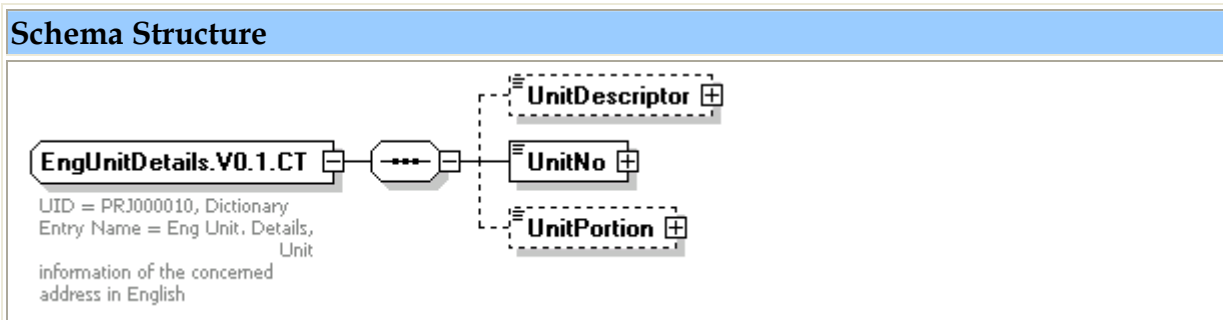 Schema Structure
UnitDescriptor
EngUnitDetails.V0.1.CT
UnitNo
UnitPortion
UID = PRJ000010, Dictionary
Entry Name = Eng Unit. Details,
Unit
information of the concerned
address in English